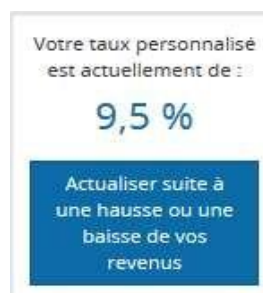 Votre taux personnalisé
est actuellement de :
9,5 %
Actualiser suite à
une hausse ou une
baisse de vos
revenus